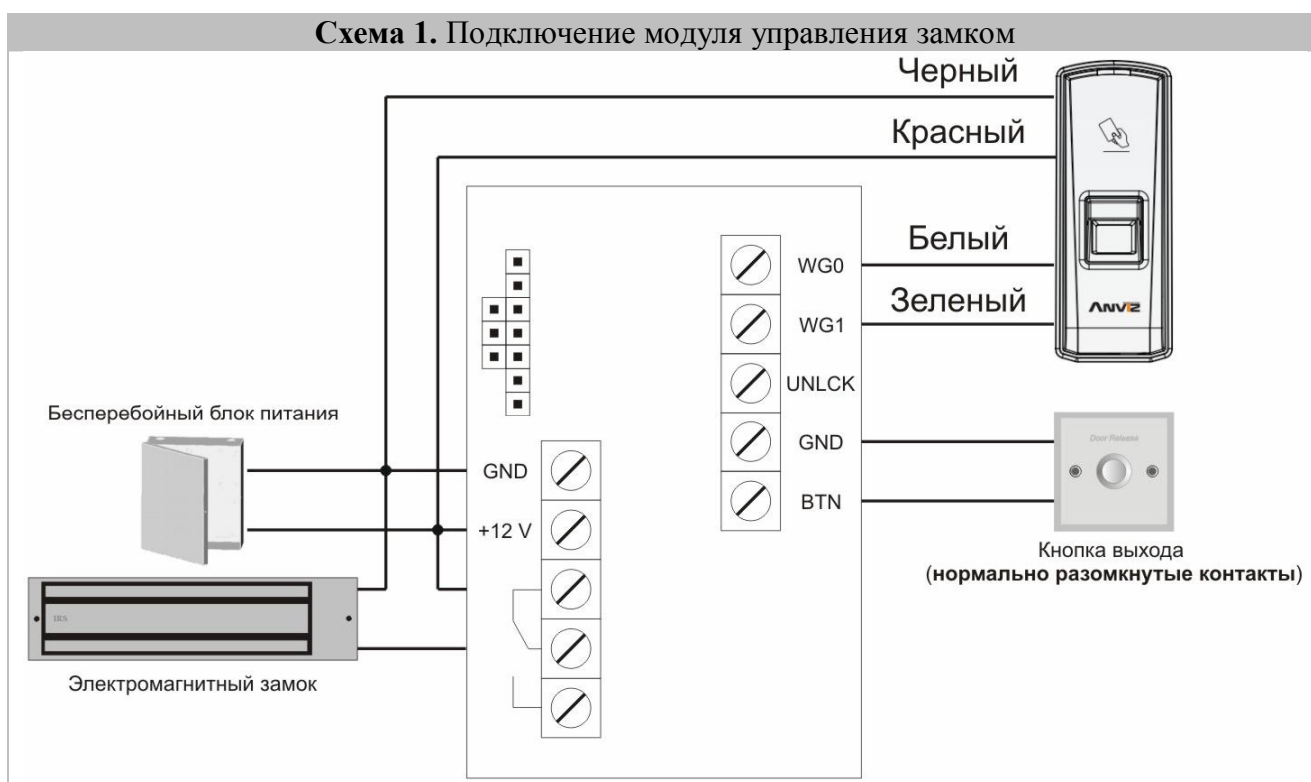 Схема 1. Подключение модуля управления замком
Черный
Красный
Белый
Зеленый
WG0
WG1
UNLCK
GND
BTN
ANVIZ
Бесперебойный блок питания
GND
+12 V
IRS
Электромагнитный замок
Door Release
Кнопка выхода
(нормально разомкнутые контакты)